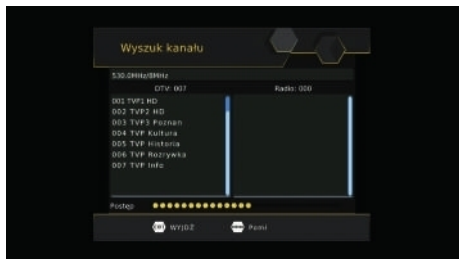 Wyszuk kanału
530.0MHz/8MHz
DTV: 007 Radio: 000
001 TVP1 HD
002 TVP2 HD
003 TVP3 Poznan
004 TVP Kultura
005 TVP Historia
006 TVP Rozrywka
007 TVP Info
Postęp
EXIT WYJDŹ Pomi